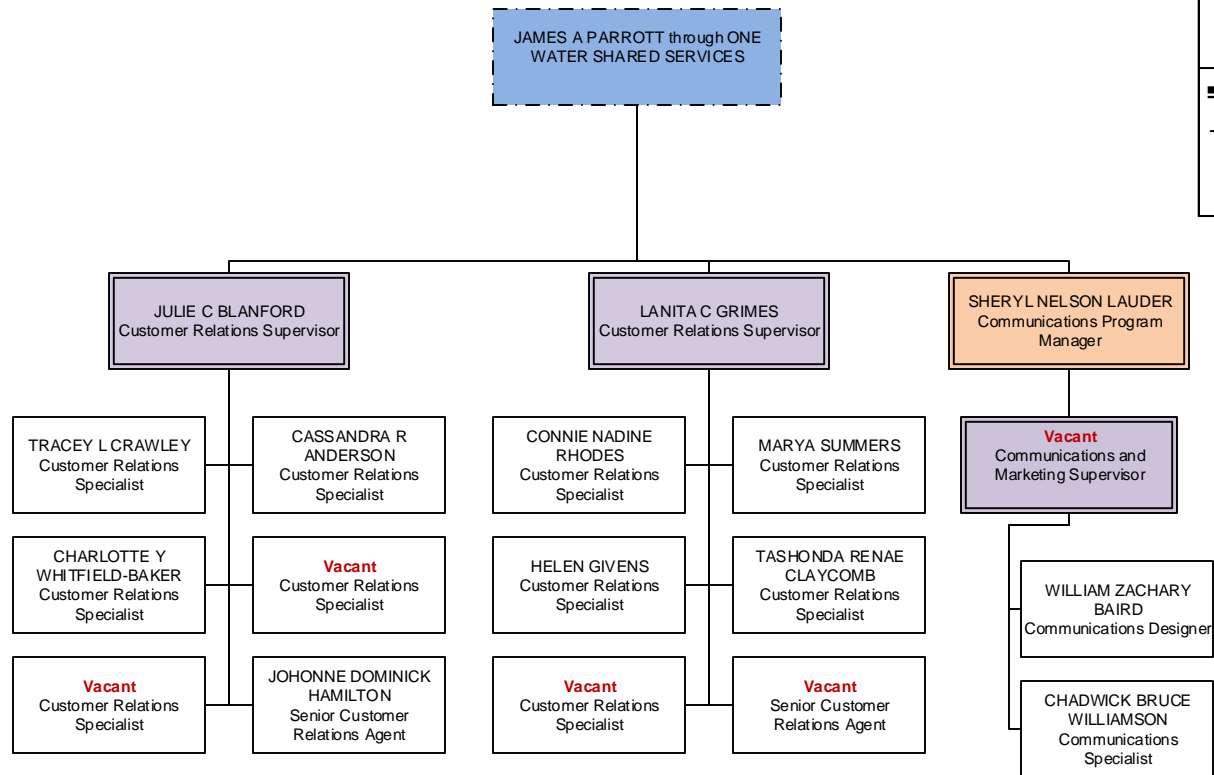 JAMES A PARROTT through ONE
WATER SHARED SERVICES
JULIE C BLANFORD
Customer Relations Supervisor
LANITA C GRIMES
Customer Relations Supervisor
SHERYL NELSON LAUDER
Communications Program
Manager
TRACEY L CRAWLEY
Customer Relations
Specialist
CASSANDRA R
ANDERSON
Customer Relations
Specialist
CONNIE NADINE
RHODES
Customer Relations
Specialist
MARYA SUMMERS
Customer Relations
Specialist
Vacant
Communications and
Marketing Supervisor
CHARLOTTE Y
WHITFIELD-BAKER
Customer Relations
Specialist
Vacant
Customer Relations
Specialist
HELEN GIVENS
Customer Relations
Specialist
TASHONDA RENAE
CLAYCOMB
Customer Relations
Specialist
WILLIAM ZACHARY
BAIRD
Communications Designer
Vacant
Customer Relations
Specialist
JOHONNE DOMINICK
HAMILTON
Senior Customer
Relations Agent
Vacant
Customer Relations
Specialist
Vacant
Senior Customer
Relations Agent
CHADWICK BRUCE
WILLIAMSON
Communications
Specialist